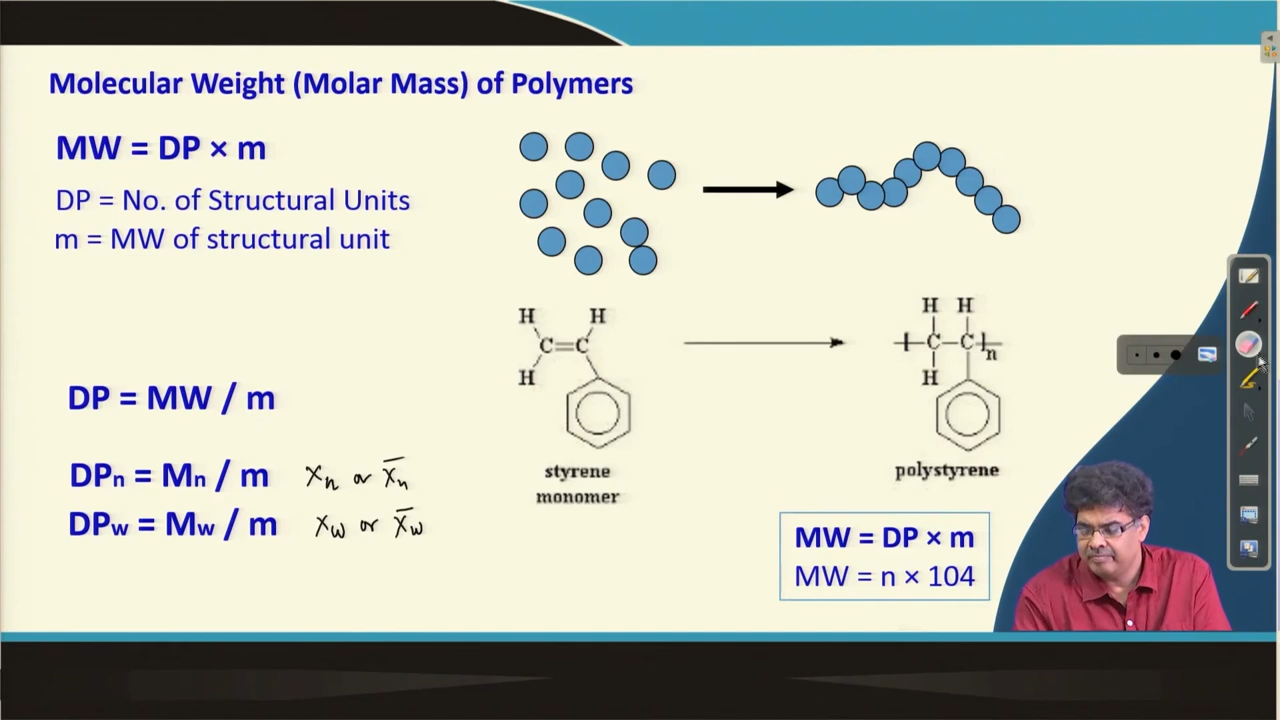 Molecular Weight (Molar Mass) of Polymers
MW = DP × m
DP = No. of Structural Units
m = MW of structural unit
H H
C=C
H
styrene
monomer
H H
C-C n
H
polystyrene
DP = MW / m
DPn = Mn / m xn or x̄n
DPw = Mw / m xw or x̄w
MW = DP × m
MW = n × 104